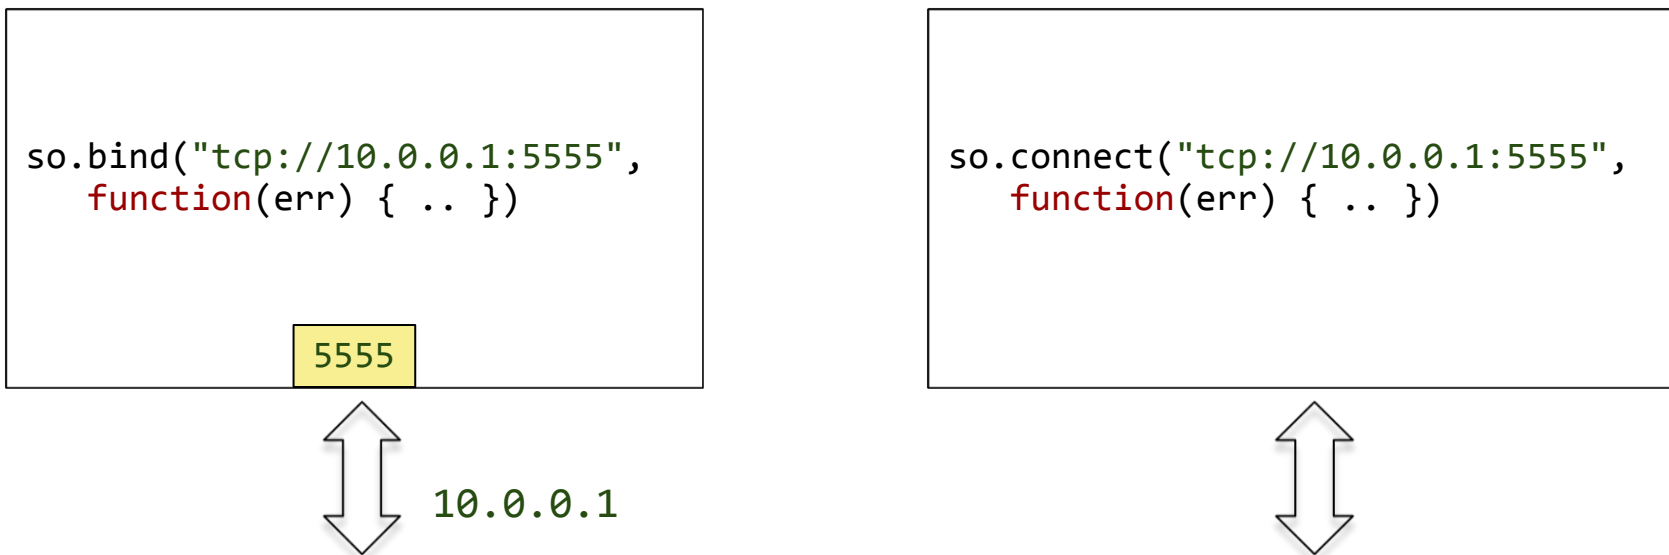 so.bind("tcp://10.0.0.1:5555",
function(err) { .. })
5555
10.0.0.1
so.connect("tcp://10.0.0.1:5555",
function(err) { .. })